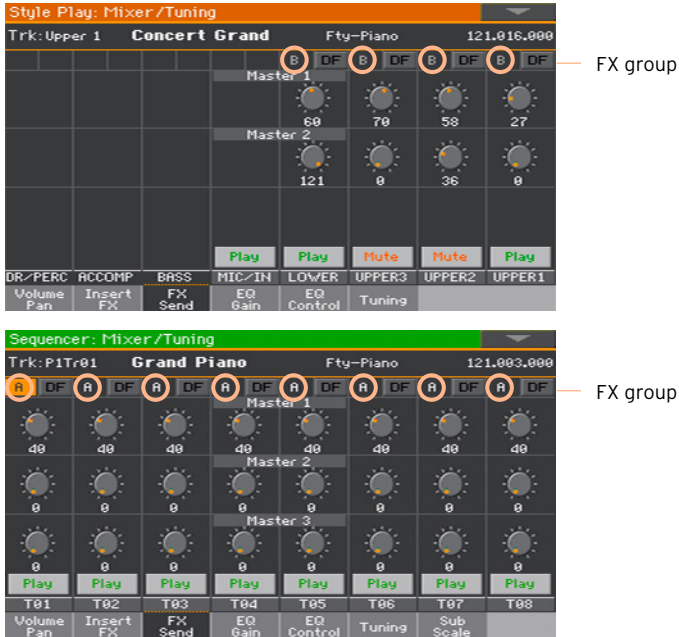 Style Play: Mixer/Tuning
Trk:Upper 1 Concert Grand Fty-Piano 121.016.000
B DF B DF B DF B DF
FX group
Master 1
60 70 58 27
Master 2
121 0 36 0
Play Play Mute Mute Play
DR/PERC ACCOMP BASS MIC/IN LOWER UPPER3 UPPER2 UPPER1
Volume Pan Insert FX FX Send EQ Gain EQ Control Tuning
Sequencer: Mixer/Tuning
Trk:P1Tr01 Grand Piano Fty-Piano 121.003.000
A DF A DF A DF A DF A DF A DF A DF A DF
FX group
Master 1
40 40 40 40 40 40 40 40
Master 2
0 0 0 0 0 0 0 0
Master 3
0 0 0 0 0 0 0 0
Play Play Play Play Play Play Play Play
T01 T02 T03 T04 T05 T06 T07 T08
Volume Pan Insert FX FX Send EQ Gain EQ Control Tuning Sub Scale